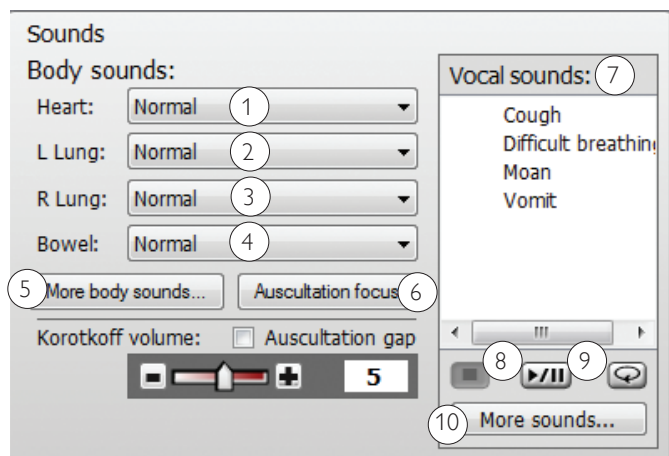 Sounds
Body sounds:
Heart: Normal 1
L Lung: Normal 2
R Lung: Normal 3
Bowel: Normal 4
5 More body sounds... Auscultation focus 6
Korotkoff volume: Auscultation gap
5
Vocal sounds: 7
Cough
Difficult breathing
Moan
Vomit
8 9
10 More sounds...